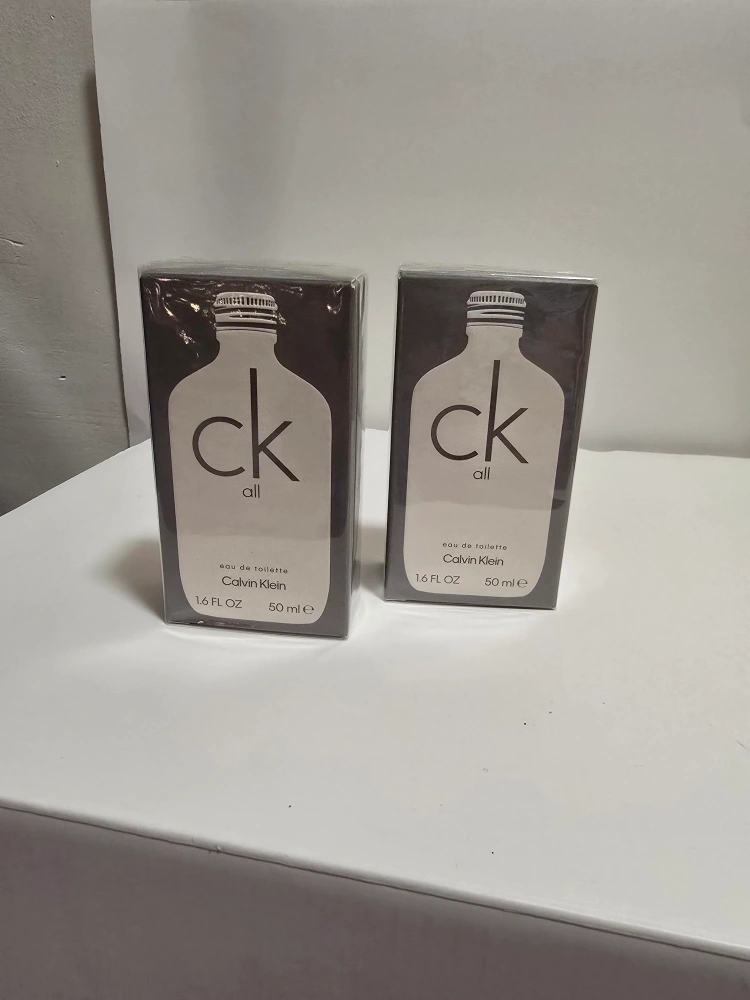 ck
all
eau de toilette
Calvin Klein
1.6 FL OZ 50 ml ℮
ck
all
eau de toilette
Calvin Klein
1.6 FL OZ 50 ml ℮